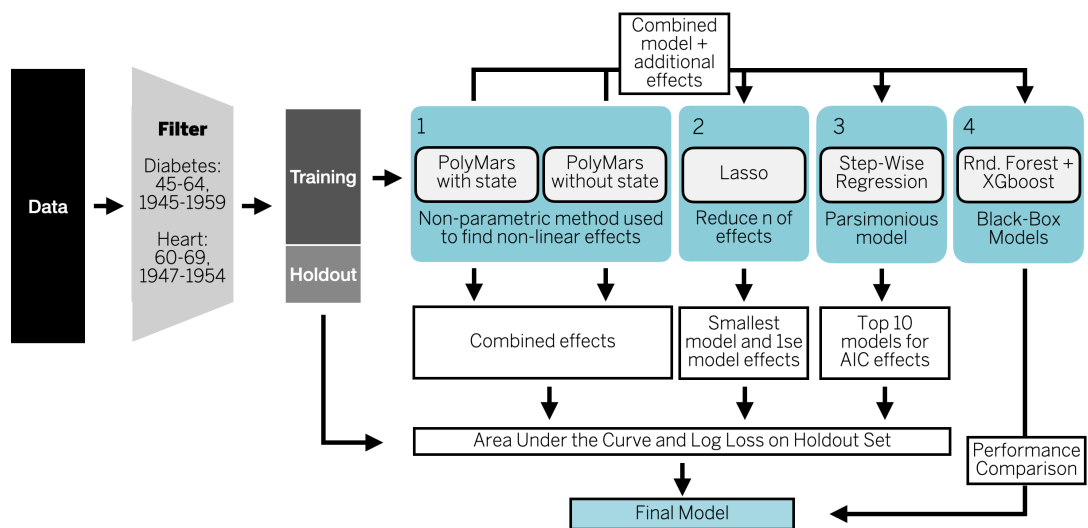 Combined
model +
additional
effects
Data
Filter
Diabetes:
45-64,
1945-1959
Heart:
60-69,
1947-1954
Training
Holdout
1
PolyMars
with state
PolyMars
without state
Non-parametric method used
to find non-linear effects
2
Lasso
Reduce n of
effects
3
Step-Wise
Regression
Parsimonious
model
4
Rnd. Forest +
XGboost
Black-Box
Models
Combined effects
Smallest
model and 1se
model effects
Top 10
models for
AIC effects
Area Under the Curve and Log Loss on Holdout Set
Performance
Comparison
Final Model